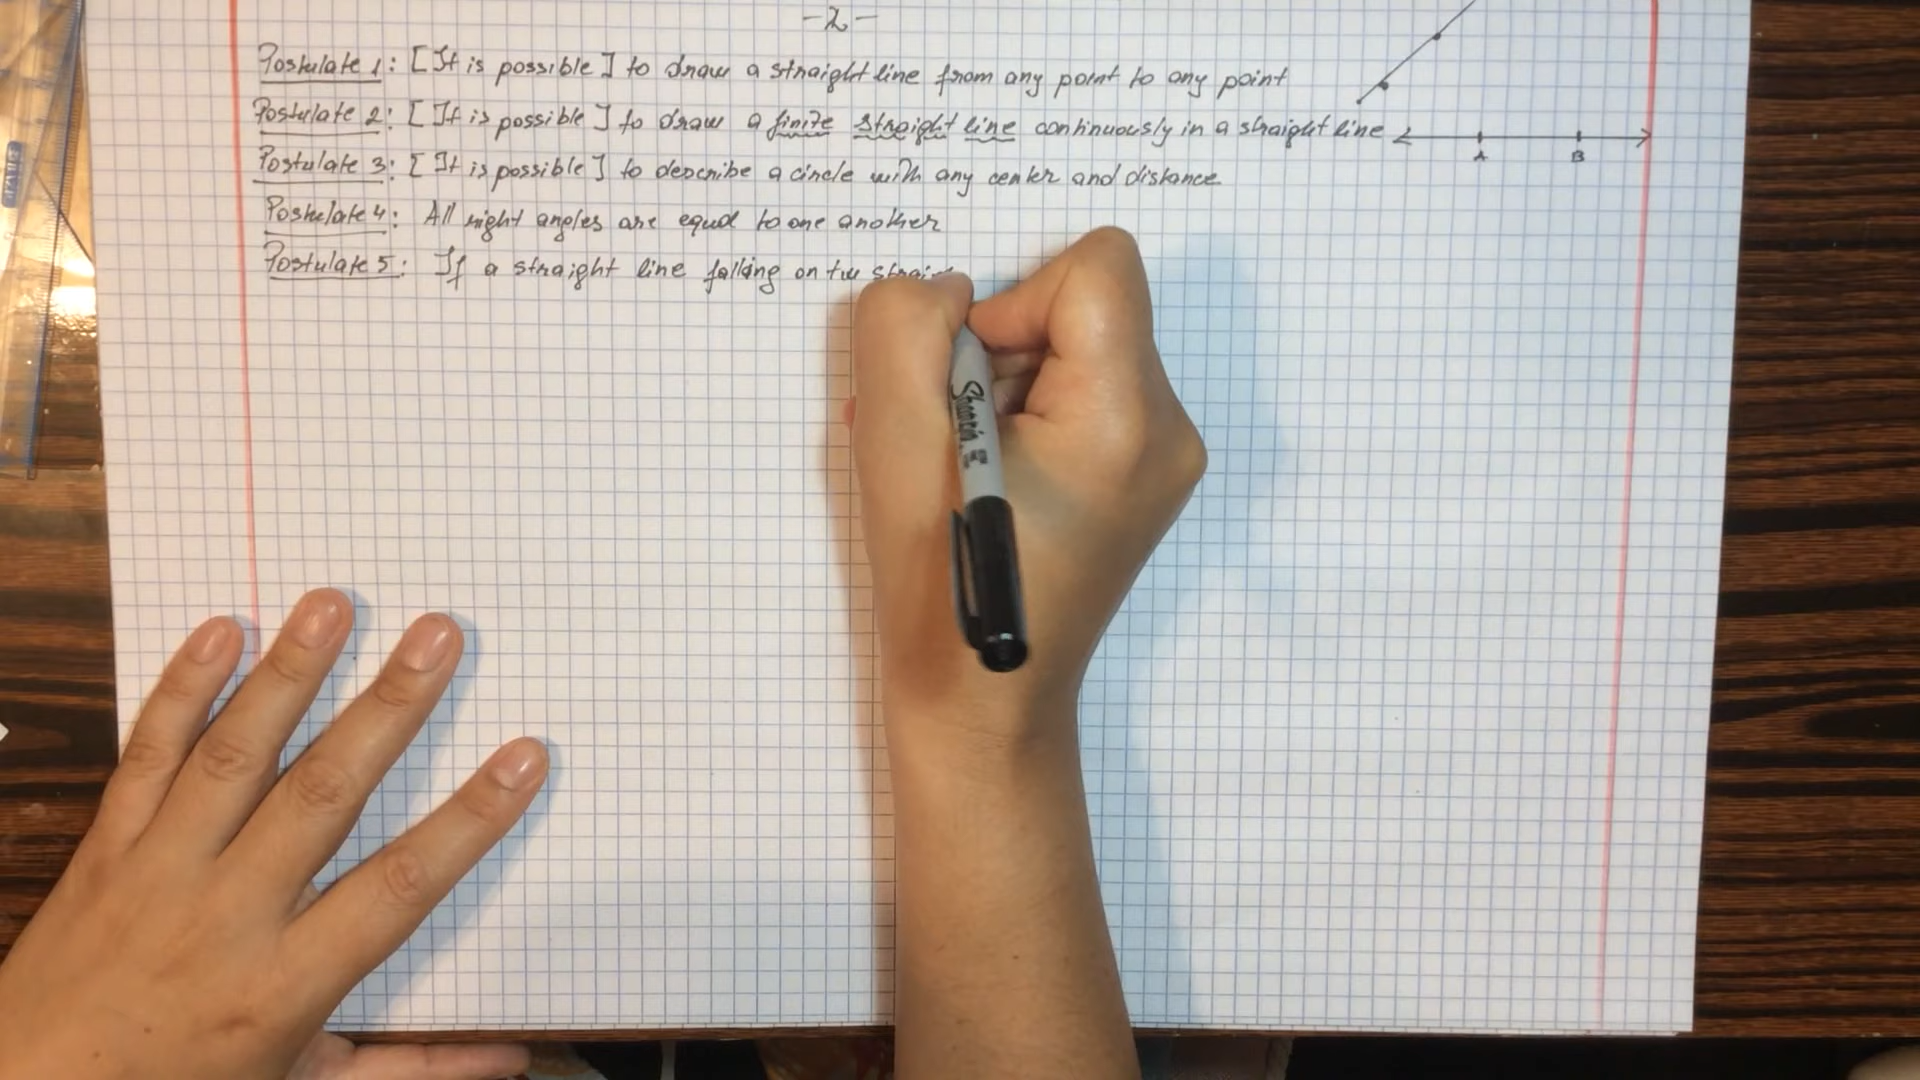 -2-
Postulate 1: [It is possible] to draw a straight line from any point to any point
Postulate 2: [It is possible] to draw a finite straight line continuously in a straight line
A B
Postulate 3: [It is possible] to describe a circle with any center and distance
Postulate 4: All right angles are equal to one another
Postulate 5: If a straight line falling on two straig
Sharpie